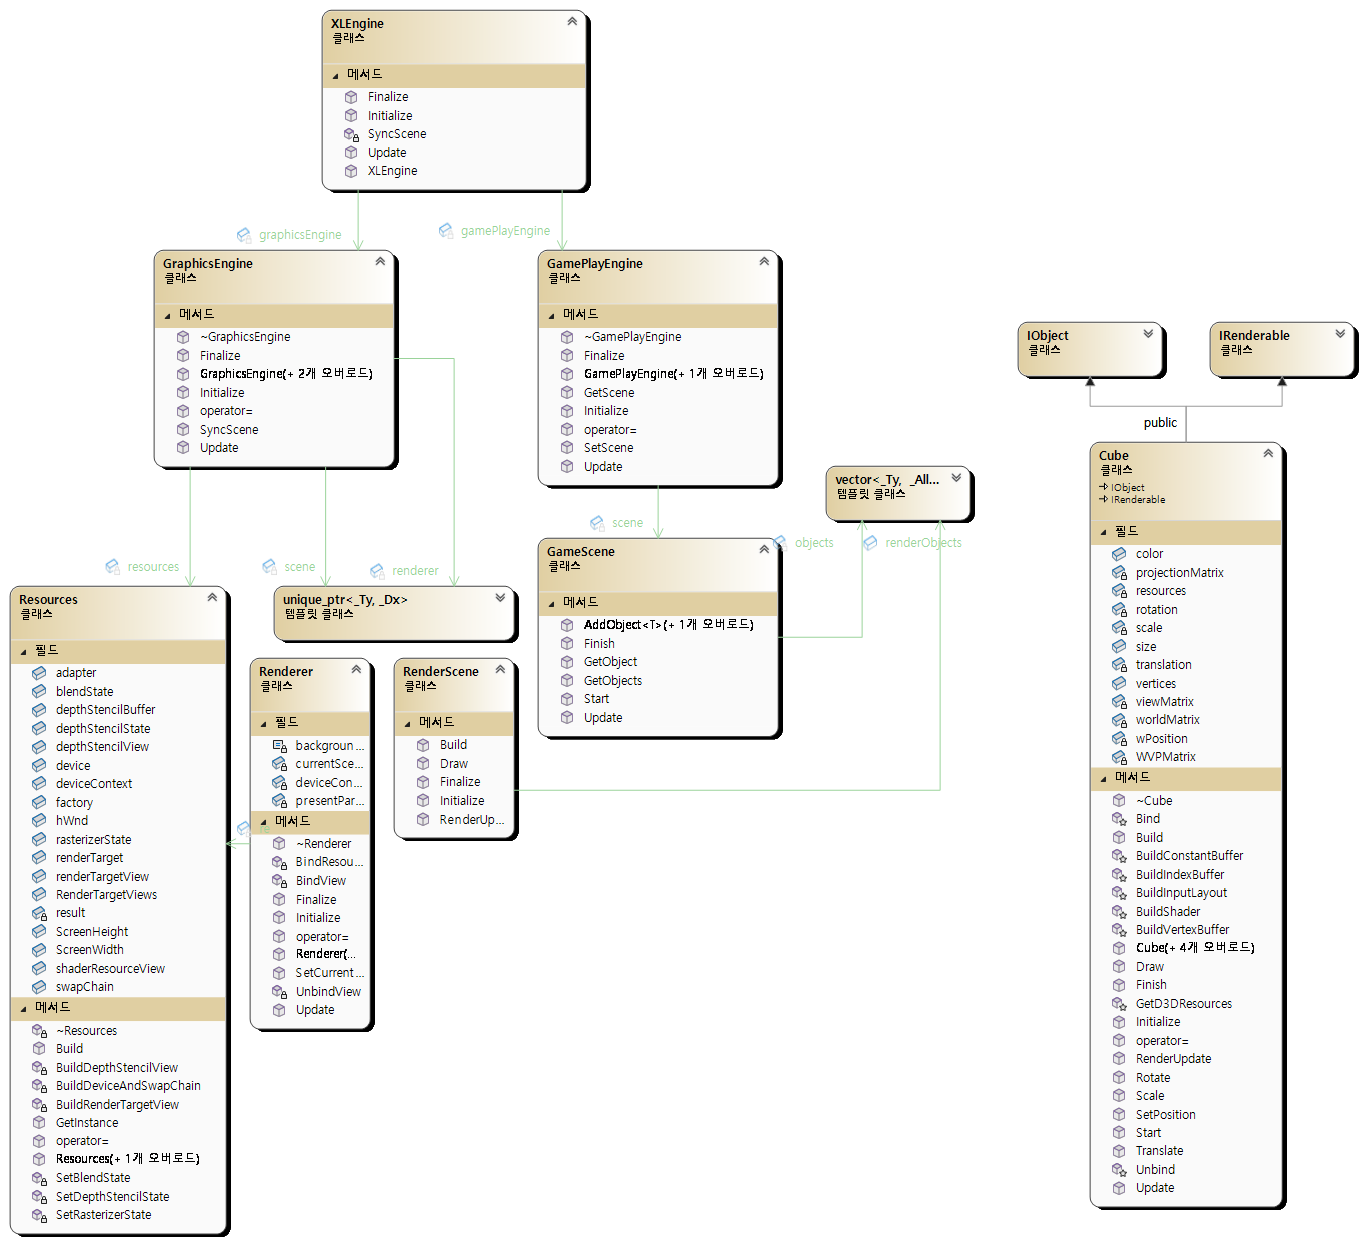 XLEngine
클래스
메서드
Finalize
Initialize
SyncScene
Update
XLEngine
graphicsEngine
gamePlayEngine
GraphicsEngine
클래스
메서드
~GraphicsEngine
Finalize
GraphicsEngine(+ 2개 오버로드)
Initialize
operator=
SyncScene
Update
GamePlayEngine
클래스
메서드
~GamePlayEngine
Finalize
GamePlayEngine(+ 1개 오버로드)
GetScene
Initialize
operator=
SetScene
Update
IObject
클래스
IRenderable
클래스
public
resources
scene
renderer
scene
objects
renderObjects
vector<_Ty, _All...
템플릿 클래스
unique_ptr<_Ty, _Dx>
템플릿 클래스
GameScene
클래스
메서드
AddObject<T>(+ 1개 오버로드)
Finish
GetObject
GetObjects
Start
Update
Resources
클래스
필드
adapter
blendState
depthStencilBuffer
depthStencilState
depthStencilView
device
deviceContext
factory
hWnd
rasterizerState
renderTarget
renderTargetView
RenderTargetViews
result
ScreenHeight
ScreenWidth
shaderResourceView
swapChain
메서드
~Resources
Build
BuildDepthStencilView
BuildDeviceAndSwapChain
BuildRenderTargetView
GetInstance
operator=
Resources(+ 1개 오버로드)
SetBlendState
SetDepthStencilState
SetRasterizerState
Renderer
클래스
필드
backgroun...
currentSce...
deviceCon...
presentPar...
메서드
~Renderer
BindResou...
BindView
Finalize
Initialize
operator=
Renderer(...
SetCurrent...
UnbindView
Update
re
RenderScene
클래스
메서드
Build
Draw
Finalize
Initialize
RenderUp...
Cube
클래스
IObject
IRenderable
필드
color
projectionMatrix
resources
rotation
scale
size
translation
vertices
viewMatrix
worldMatrix
wPosition
WVPMatrix
메서드
~Cube
Bind
Build
BuildConstantBuffer
BuildIndexBuffer
BuildInputLayout
BuildShader
BuildVertexBuffer
Cube(+ 4개 오버로드)
Draw
Finish
GetD3DResources
Initialize
operator=
RenderUpdate
Rotate
Scale
SetPosition
Start
Translate
Unbind
Update